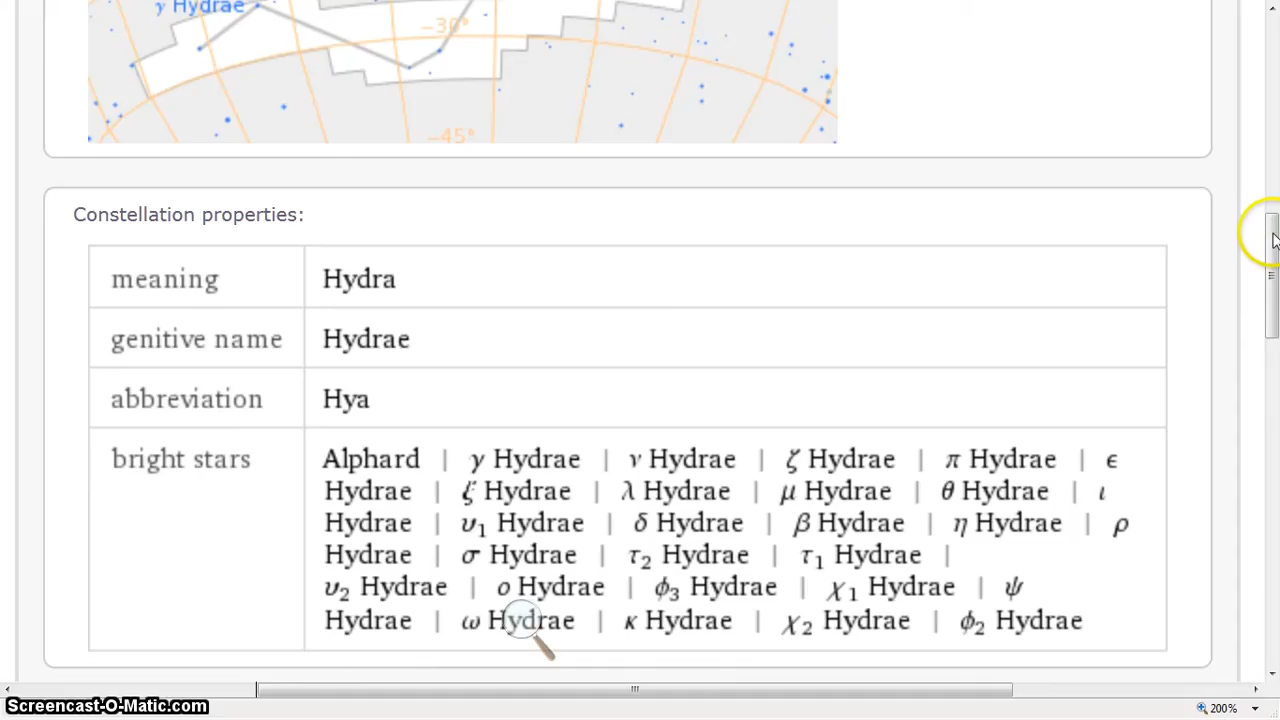 γ Hydrae
−30°
−45°
Constellation properties:
meaning Hydra
genitive name Hydrae
abbreviation Hya
bright stars Alphard | γ Hydrae | ν Hydrae | ζ Hydrae | π Hydrae | ϵ
Hydrae | ξ Hydrae | λ Hydrae | μ Hydrae | θ Hydrae | ι
Hydrae | υ₁ Hydrae | δ Hydrae | β Hydrae | η Hydrae | ρ
Hydrae | σ Hydrae | τ₂ Hydrae | τ₁ Hydrae |
υ₂ Hydrae | ο Hydrae | ϕ₃ Hydrae | χ₁ Hydrae | ψ
Hydrae | ω Hydrae | κ Hydrae | χ₂ Hydrae | ϕ₂ Hydrae
Screencast-O-Matic.com
200%